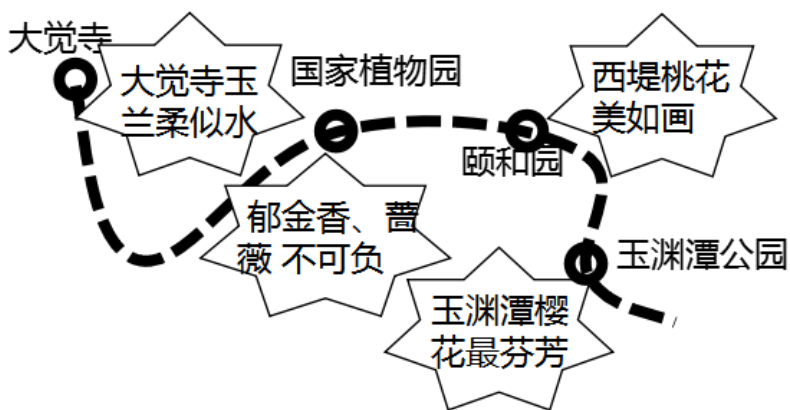 大觉寺
大觉寺玉
兰柔似水
国家植物园
郁金香、蔷
薇 不可负
颐和园
西堤桃花
美如画
玉渊潭公园
玉渊潭樱
花最芬芳